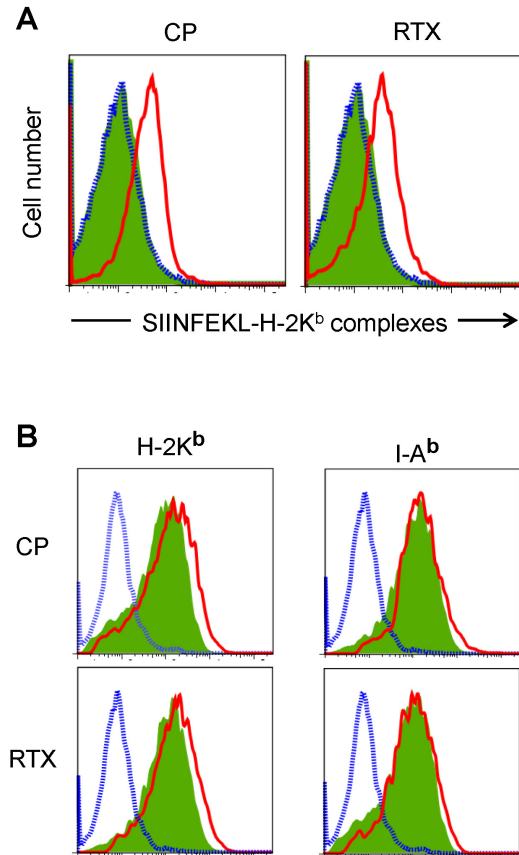 A
CP RTX
Cell number
SIINFEKL-H-2Kᵇ complexes
B
H-2Kᵇ I-Aᵇ
CP
RTX